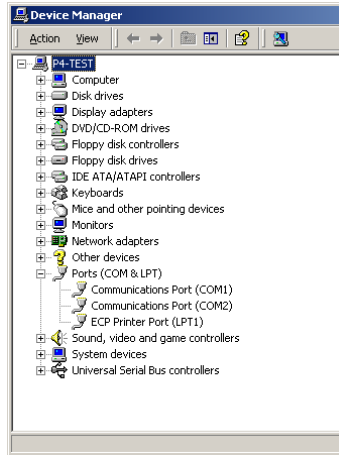 Device Manager
Action View
P4-TEST
Computer
Disk drives
Display adapters
DVD/CD-ROM drives
Floppy disk controllers
Floppy disk drives
IDE ATA/ATAPI controllers
Keyboards
Mice and other pointing devices
Monitors
Network adapters
Other devices
Ports (COM & LPT)
Communications Port (COM1)
Communications Port (COM2)
ECP Printer Port (LPT1)
Sound, video and game controllers
System devices
Universal Serial Bus controllers